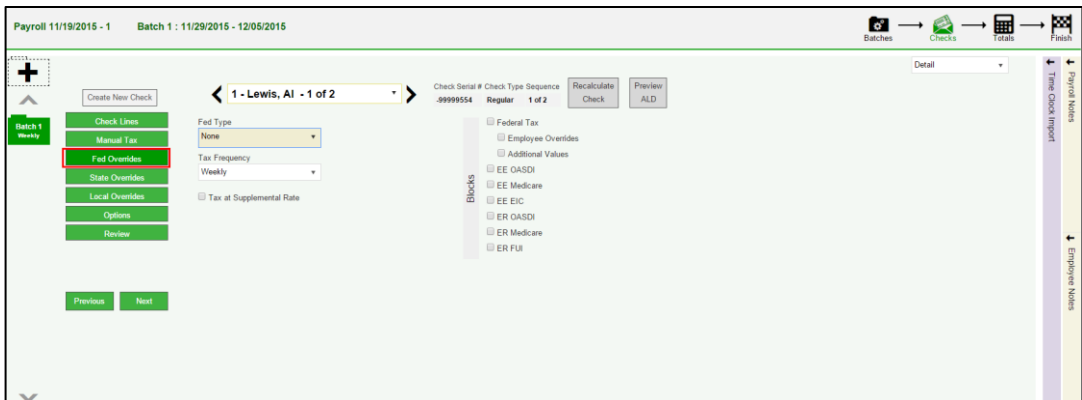 Payroll 11/19/2015 - 1 Batch 1 : 11/29/2015 - 12/05/2015
Batches Checks Totals Finish
Detail
Create New Check
1 - Lewis, Al - 1 of 2
Check Serial # Check Type Sequence
-99999554 Regular 1 of 2
Recalculate Check
Preview ALD
Batch 1
Weekly
Check Lines
Manual Tax
Fed Overrides
State Overrides
Local Overrides
Options
Review
Previous Next
Fed Type
None
Tax Frequency
Weekly
Tax at Supplemental Rate
Blocks
Federal Tax
Employee Overrides
Additional Values
EE OASDI
EE Medicare
EE EIC
ER OASDI
ER Medicare
ER FUI
Time Clock Import
Payroll Notes
Employee Notes